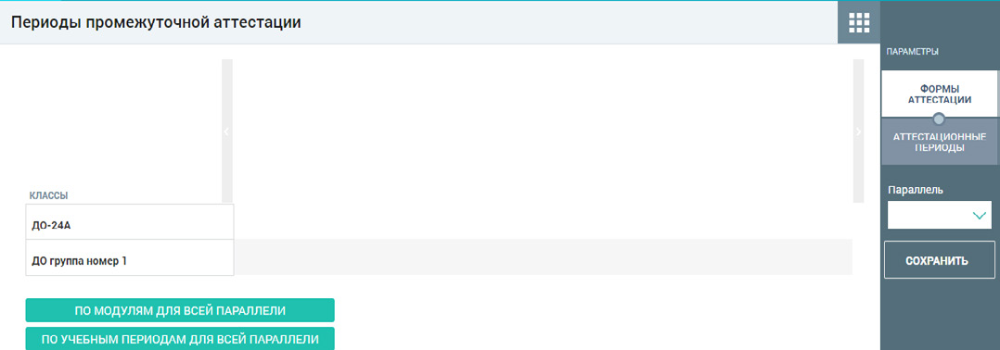 Периоды промежуточной аттестации
ПАРАМЕТРЫ
ФОРМЫ
АТТЕСТАЦИИ
АТТЕСТАЦИОННЫЕ
ПЕРИОДЫ
Параллель
СОХРАНИТЬ
КЛАССЫ
ДО-24А
ДО группа номер 1
ПО МОДУЛЯМ ДЛЯ ВСЕЙ ПАРАЛЛЕЛИ
ПО УЧЕБНЫМ ПЕРИОДАМ ДЛЯ ВСЕЙ ПАРАЛЛЕЛИ